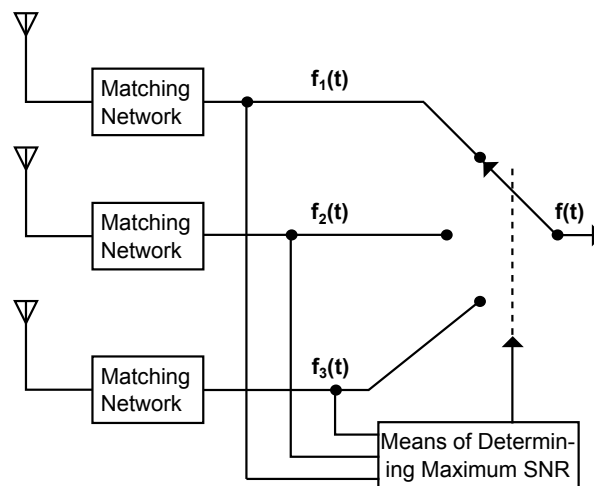 Matching
Network
f₁(t)
Matching
Network
f₂(t)
f(t)
Matching
Network
f₃(t)
Means of Determin-
ing Maximum SNR